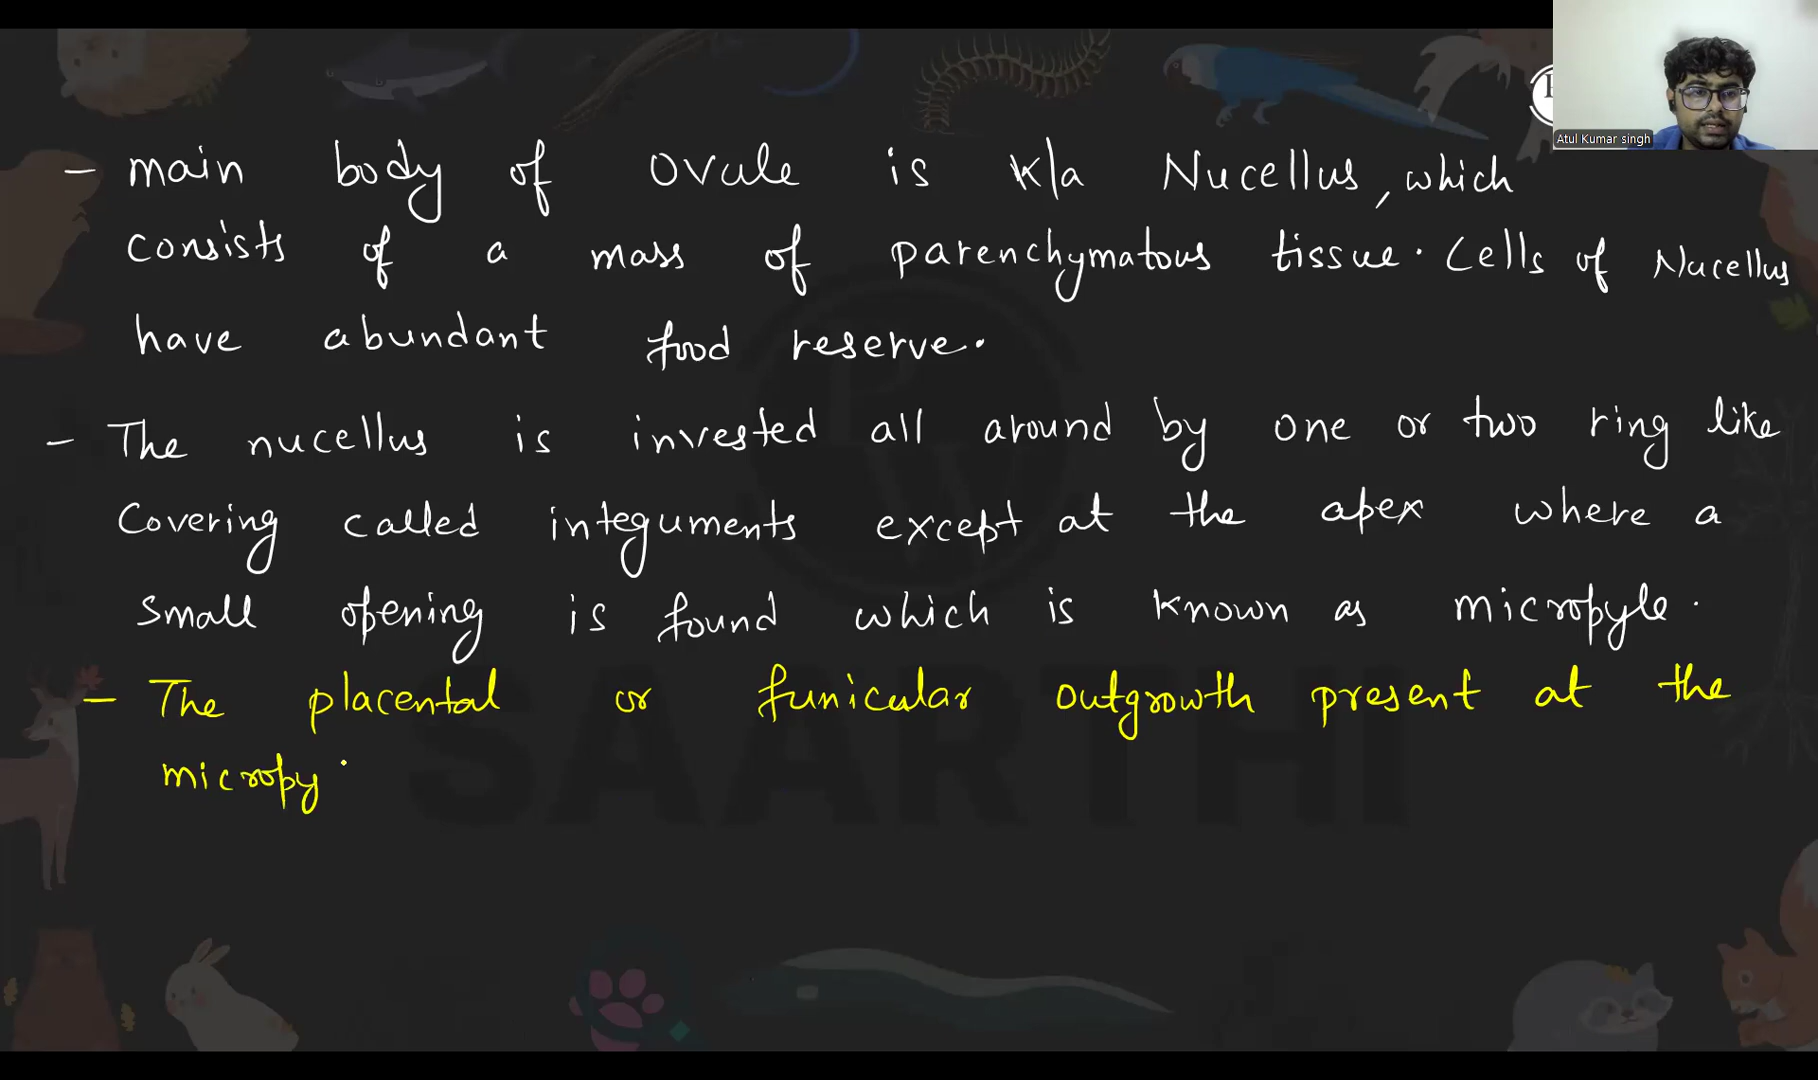 - main body of ovule is k/a Nucellus, which
consists of a mass of parenchymatous tissue. Cells of Nucellus
have abundant food reserve.
- The nucellus is invested all around by one or two ring like
Covering called integuments except at the apex where a
small opening is found which is known as micropyle.
- The placental or funicular outgrowth present at the
micropy
Atul Kumar singh
PW
SAARTHI